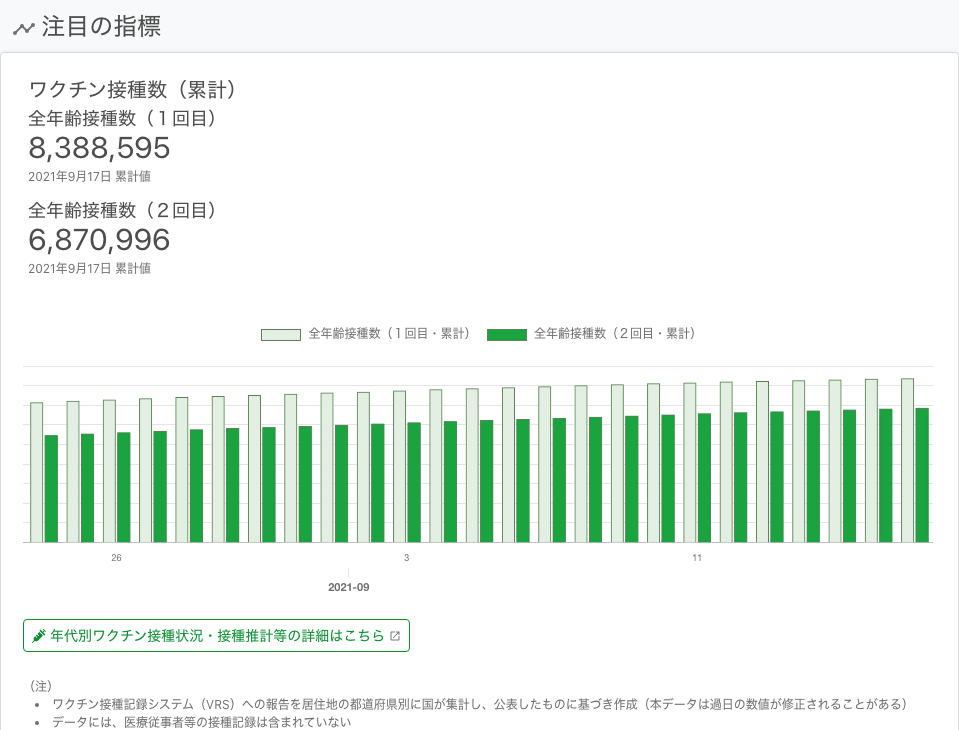 注目の指標
ワクチン接種数（累計）
全年齢接種数（１回目）
8,388,595
2021年9月17日 累計値
全年齢接種数（２回目）
6,870,996
2021年9月17日 累計値
全年齢接種数（１回目・累計） 全年齢接種数（２回目・累計）
26 3 11
2021-09
年代別ワクチン接種状況・接種推計等の詳細はこちら
（注）
• ワクチン接種記録システム（VRS）への報告を居住地の都道府県別に国が集計し、公表したものに基づき作成（本データは過日の数値が修正されることがある）
• データには、医療従事者等の接種記録は含まれていない